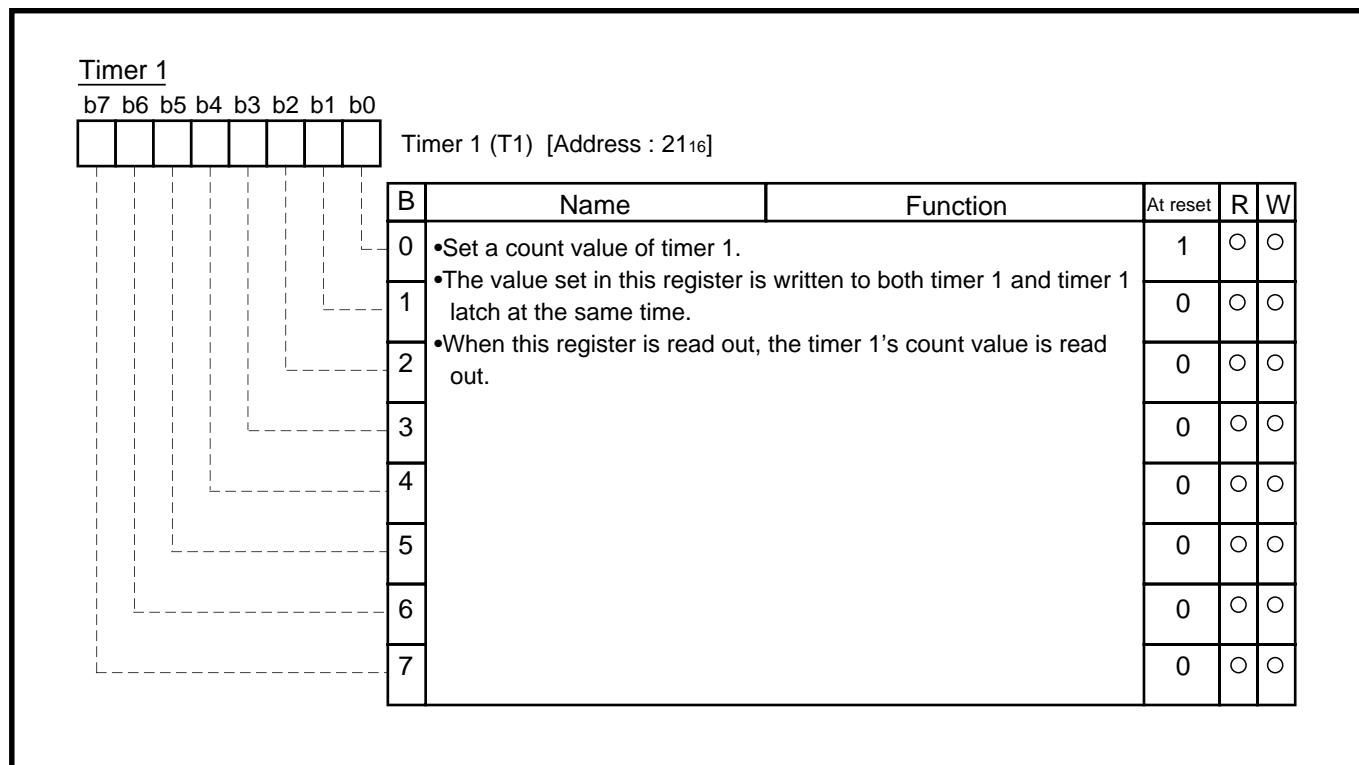 Timer 1
b7 b6 b5 b4 b3 b2 b1 b0
Timer 1 (T1) [Address : 2116]
B Name Function At reset R W
0 •Set a count value of timer 1. 1 ○ ○
•The value set in this register is written to both timer 1 and timer 1
1 latch at the same time. 0 ○ ○
•When this register is read out, the timer 1’s count value is read
2 out. 0 ○ ○
3 0 ○ ○
4 0 ○ ○
5 0 ○ ○
6 0 ○ ○
7 0 ○ ○